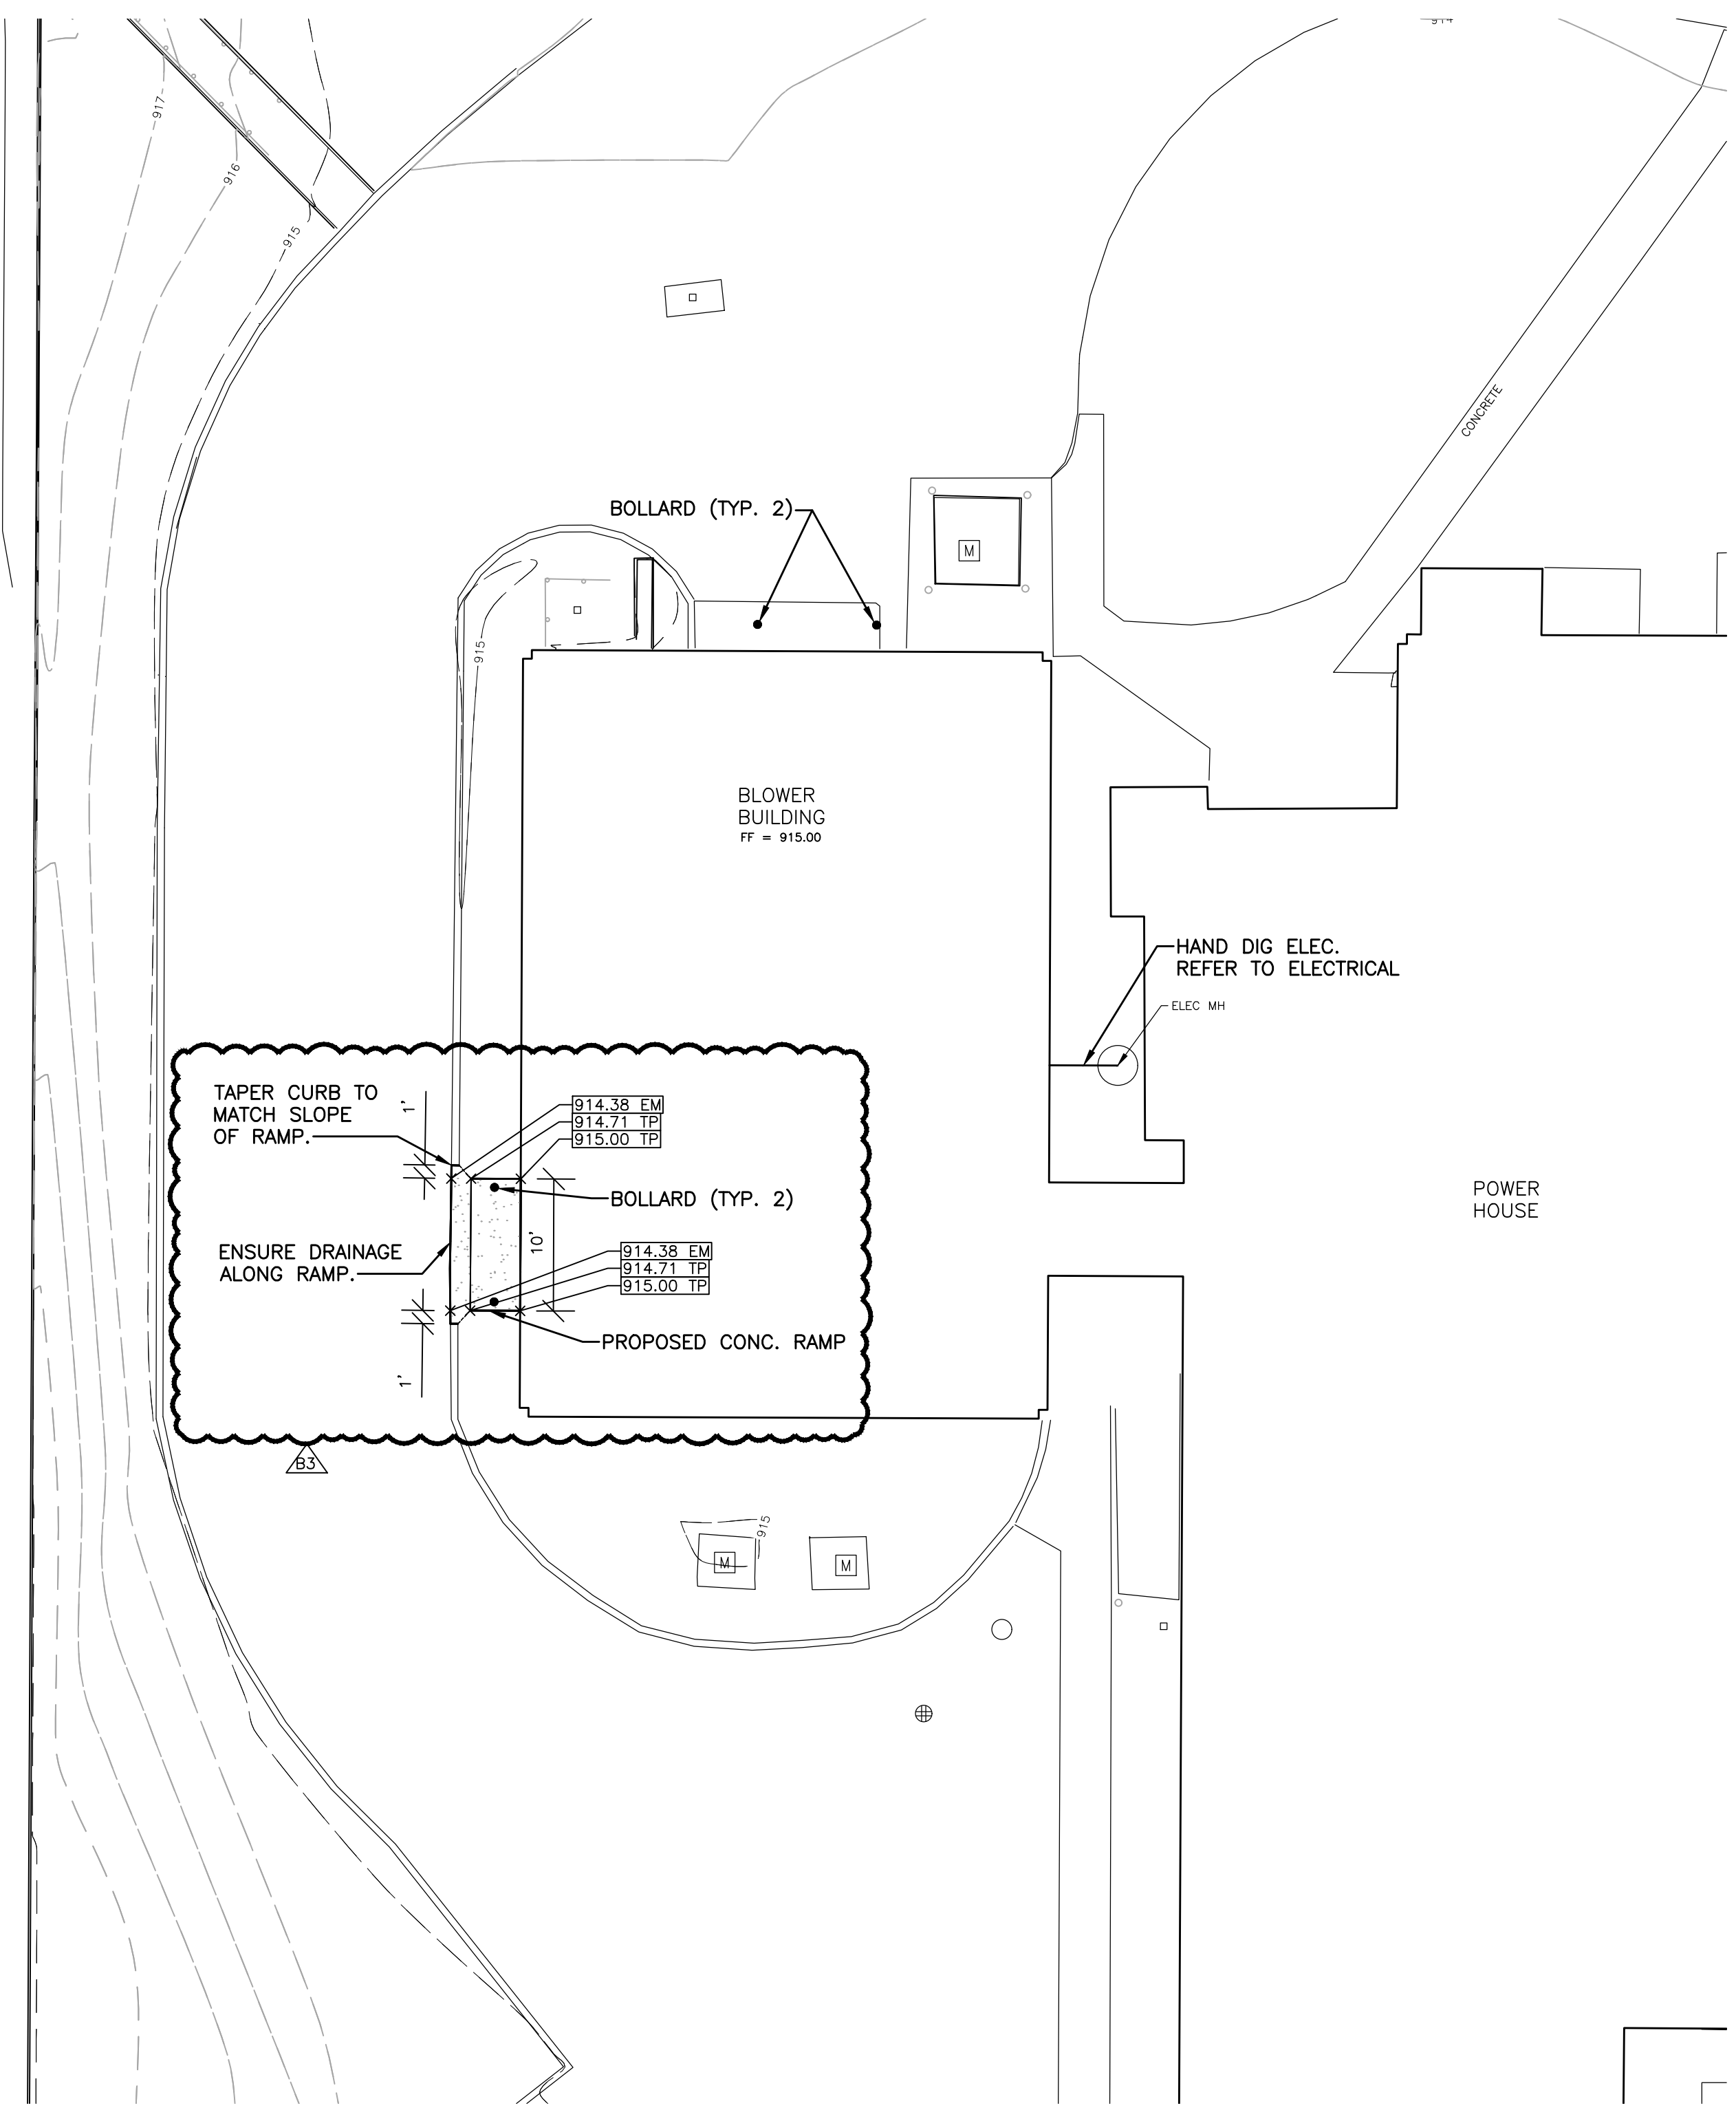 914
917
916
915
CONCRETE
BOLLARD (TYP. 2)
M
915
BLOWER
BUILDING
FF = 915.00
HAND DIG ELEC.
REFER TO ELECTRICAL
ELEC MH
TAPER CURB TO
MATCH SLOPE
OF RAMP.
1'
914.38 EM
914.71 TP
915.00 TP
BOLLARD (TYP. 2)
POWER
HOUSE
ENSURE DRAINAGE
ALONG RAMP.
10'
914.38 EM
914.71 TP
915.00 TP
PROPOSED CONC. RAMP
1'
B3
915
M
M